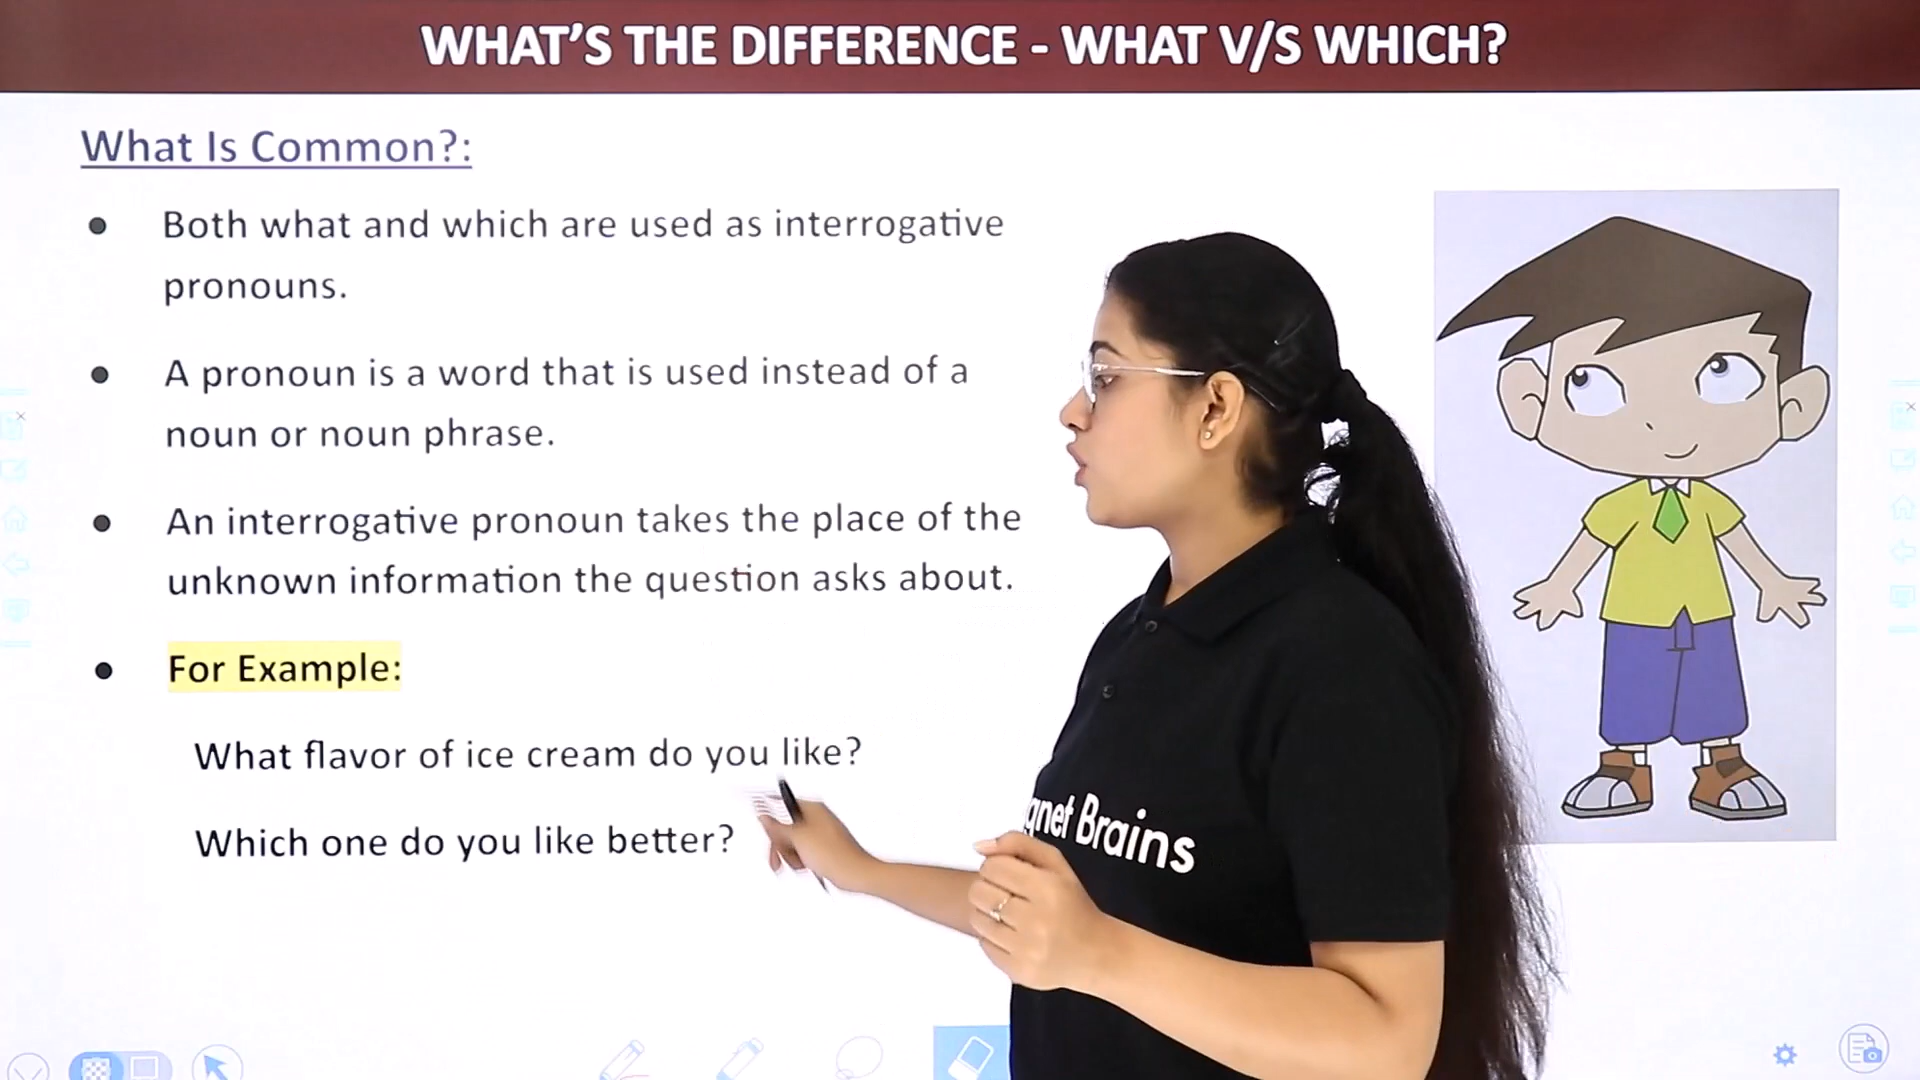 WHAT'S THE DIFFERENCE - WHAT V/S WHICH?
What Is Common?:
● Both what and which are used as interrogative
pronouns.
● A pronoun is a word that is used instead of a
noun or noun phrase.
● An interrogative pronoun takes the place of the
unknown information the question asks about.
● For Example:
What flavor of ice cream do you like?
Which one do you like better?
gnet Brains